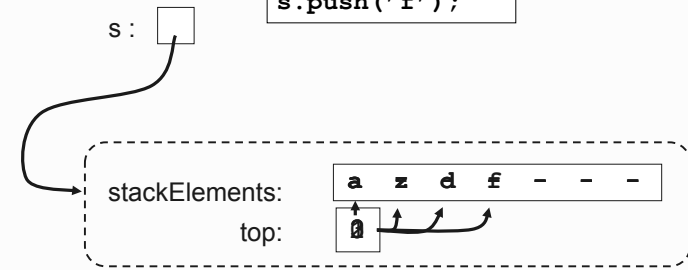 s.push('f');
s :
stackElements: a z d f - - -
top: